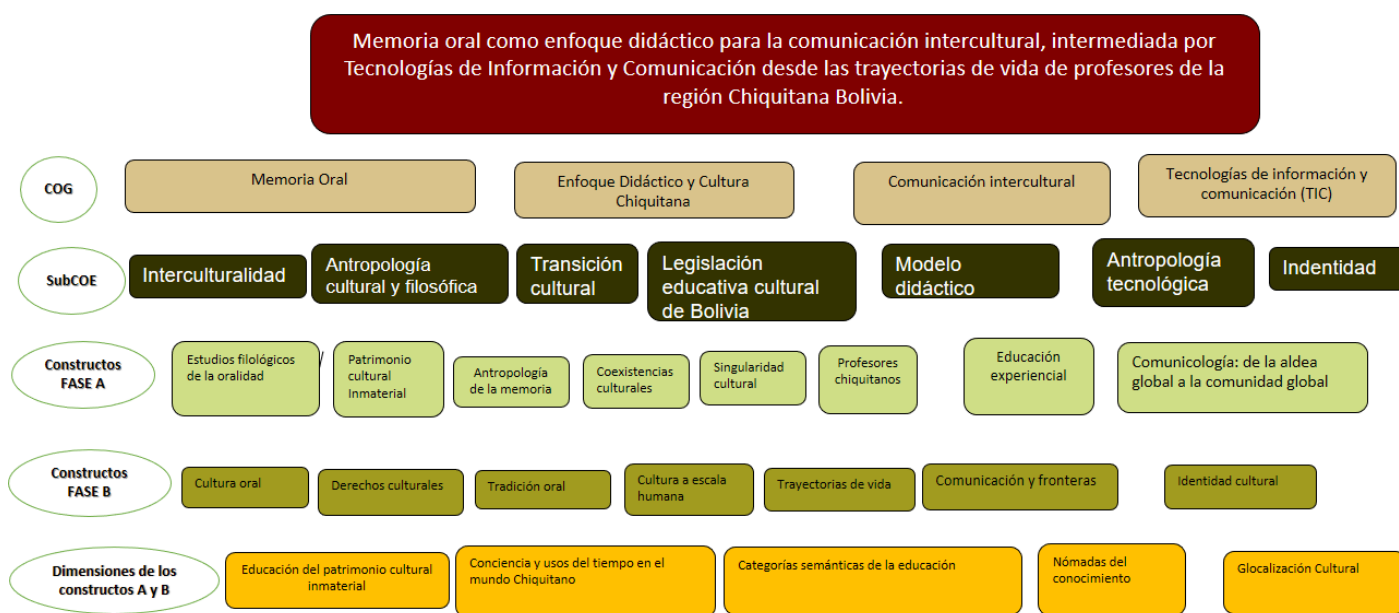 Memoria oral como enfoque didáctico para la comunicación intercultural, intermediada por
Tecnologías de Información y Comunicación desde las trayectorias de vida de profesores de la
región Chiquitana Bolivia.
COG
Memoria Oral
Enfoque Didáctico y Cultura
Chiquitana
Comunicación intercultural
Tecnologías de información y
comunicación (TIC)
SubCOE
Interculturalidad
Antropología
cultural y filosófica
Transición
cultural
Legislación
educativa cultural
de Bolivia
Modelo
didáctico
Antropología
tecnológica
Indentidad
Constructos
FASE A
Estudios filológicos
de la oralidad
/
Patrimonio
cultural
Inmaterial
Antropología
de la memoria
Coexistencias
culturales
Singularidad
cultural
Profesores
chiquitanos
Educación
experiencial
Comunicología: de la aldea
global a la comunidad global
Constructos
FASE B
Cultura oral
Derechos culturales
Tradición oral
Cultura a escala
humana
Trayectorias de vida
Comunicación y fronteras
Identidad cultural
Dimensiones de los
constructos A y B
Educación del patrimonio cultural
inmaterial
Conciencia y usos del tiempo en el
mundo Chiquitano
Categorías semánticas de la educación
Nómadas del
conocimiento
Glocalización Cultural